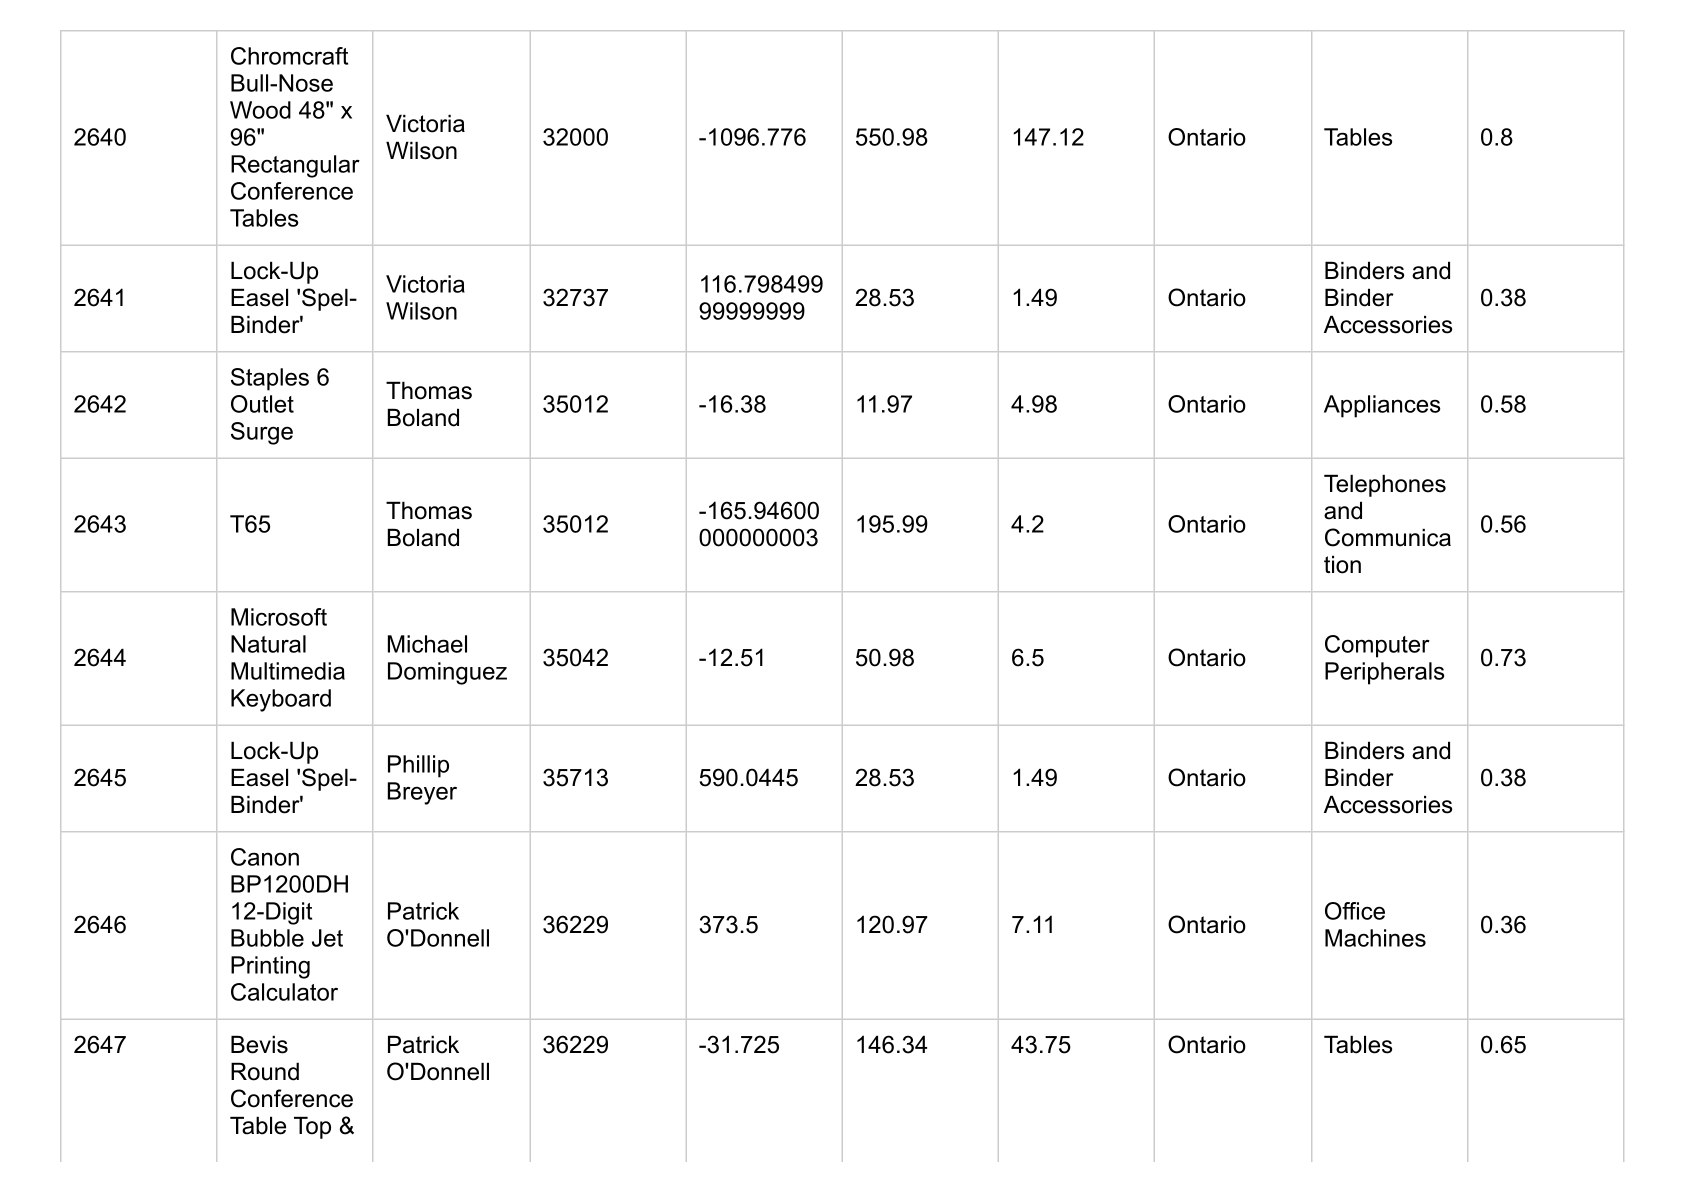 2640
Chromcraft
Bull-Nose
Wood 48" x
96"
Rectangular
Conference
Tables
Victoria
Wilson
32000
-1096.776
550.98
147.12
Ontario
Tables
0.8
2641
Lock-Up
Easel 'Spel-
Binder'
Victoria
Wilson
32737
116.798499
99999999
28.53
1.49
Ontario
Binders and
Binder
Accessories
0.38
2642
Staples 6
Outlet
Surge
Thomas
Boland
35012
-16.38
11.97
4.98
Ontario
Appliances
0.58
2643
T65
Thomas
Boland
35012
-165.94600
000000003
195.99
4.2
Ontario
Telephones
and
Communica
tion
0.56
2644
Microsoft
Natural
Multimedia
Keyboard
Michael
Dominguez
35042
-12.51
50.98
6.5
Ontario
Computer
Peripherals
0.73
2645
Lock-Up
Easel 'Spel-
Binder'
Phillip
Breyer
35713
590.0445
28.53
1.49
Ontario
Binders and
Binder
Accessories
0.38
2646
Canon
BP1200DH
12-Digit
Bubble Jet
Printing
Calculator
Patrick
O'Donnell
36229
373.5
120.97
7.11
Ontario
Office
Machines
0.36
2647
Bevis
Round
Conference
Table Top &
Patrick
O'Donnell
36229
-31.725
146.34
43.75
Ontario
Tables
0.65